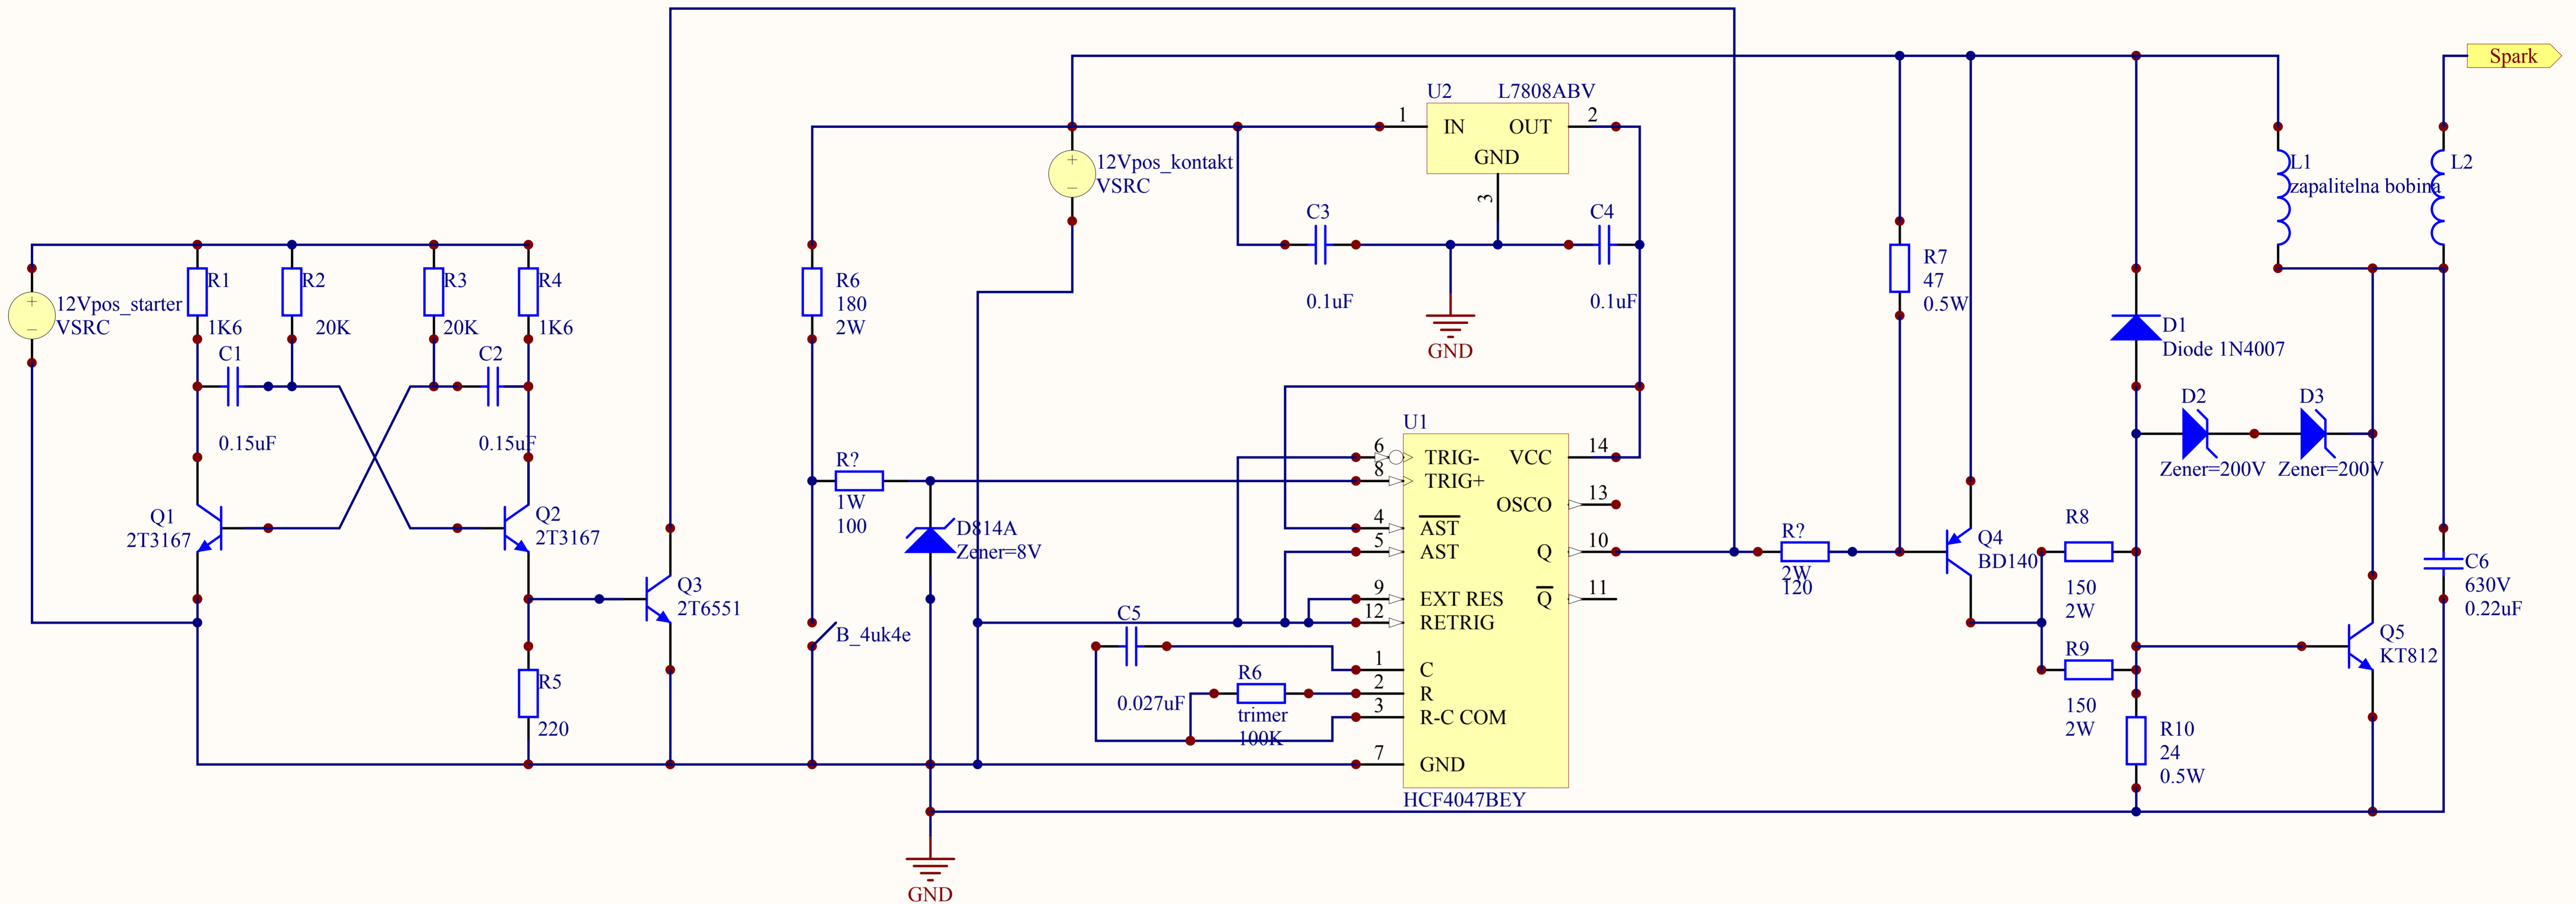 Spark
U2
L7808ABV
1
IN
OUT
2
GND
3
12Vpos_kontakt
VSRC
C3
0.1uF
C4
0.1uF
GND
L1
zapalitelna bobina
L2
12Vpos_starter
VSRC
R1
1K6
R2
20K
R3
20K
R4
1K6
C1
0.15uF
C2
0.15uF
Q1
2T3167
Q2
2T3167
Q3
2T6551
R5
220
R6
180
2W
R?
1W
100
D814A
Zener=8V
B_4uk4e
C5
0.027uF
R6
trimer
100K
U1
6
TRIG-
8
TRIG+
4
AST
5
AST
9
EXT RES
12
RETRIG
1
C
2
R
3
R-C COM
7
GND
VCC
14
OSCO
13
Q
10
Q
11
HCF4047BEY
GND
R?
2W
120
R7
47
0.5W
Q4
BD140
R8
150
2W
R9
150
2W
R10
24
0.5W
D1
Diode 1N4007
D2
Zener=200V
D3
Zener=200V
Q5
KT812
C6
630V
0.22uF